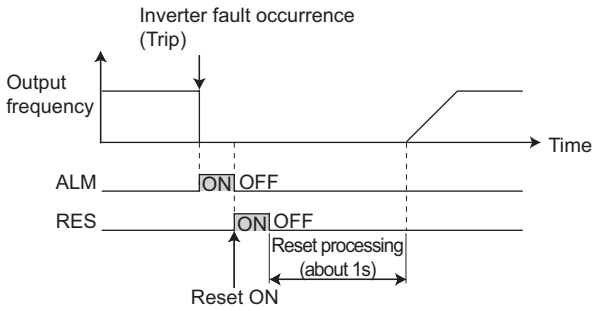 Inverter fault occurrence
(Trip)
Output
frequency
Time
ALM ON OFF
RES ON OFF
Reset processing
(about 1s)
Reset ON